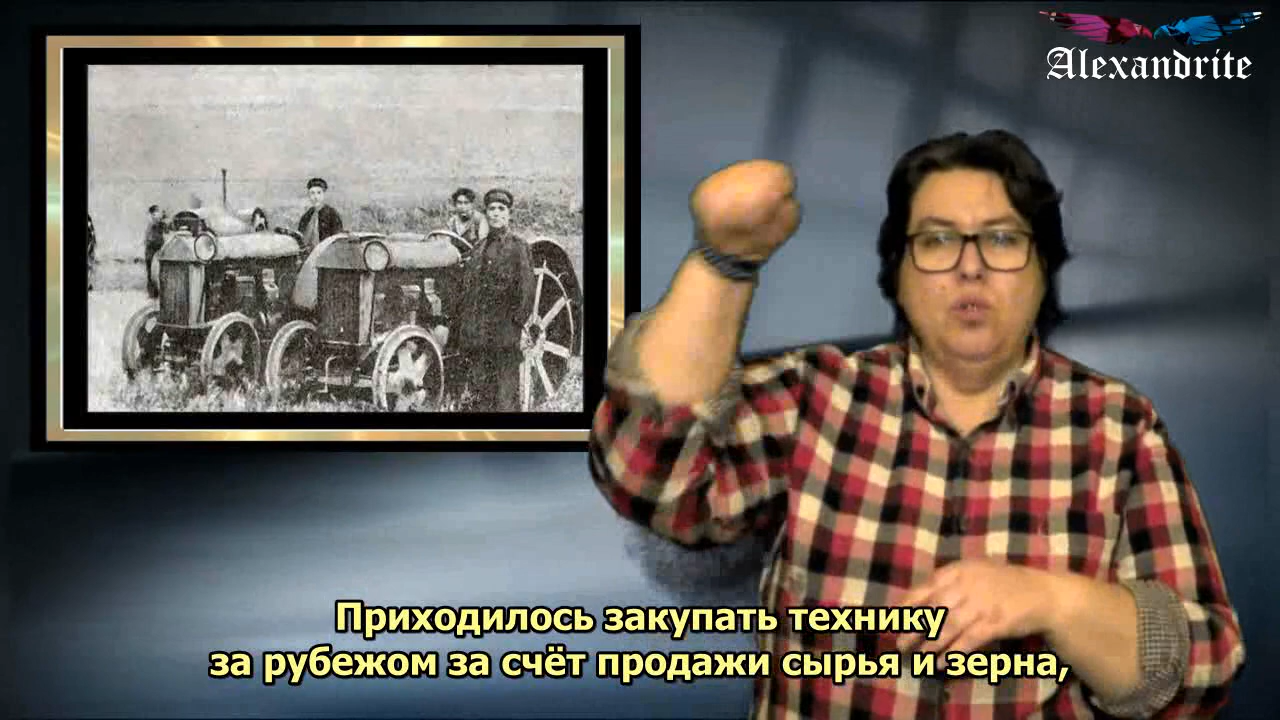 Alexandrite
Приходилось закупать технику
за рубежом за счёт продажи сырья и зерна,